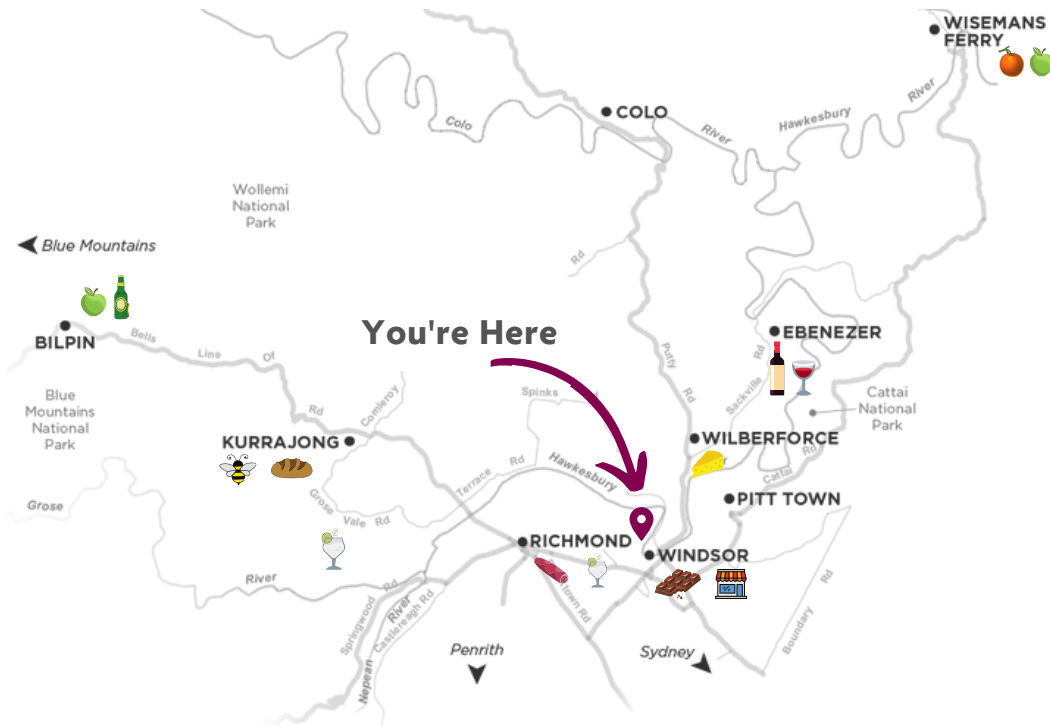 WISEMANS
FERRY
COLO
Colo
River
Hawkesbury
River
Wollemi
National
Park
Blue Mountains
Rd
BILPIN
Bells
Line
Of
Rd
You're Here
EBENEZER
Putty
Rd
Sackville
Rd
Cattai
National
Park
Blue
Mountains
National
Park
Comleroy
Spinks
KURRAJONG
WILBERFORCE
Terrace
Rd
Hawkesbury
Cattai
Rd
PITT TOWN
Grose
Grose
Vale
Rd
RICHMOND
WINDSOR
River
Springwood
Rd
River
Castlereagh Rd
Nepean
Rd
Boundary
Rd
Penrith
Sydney